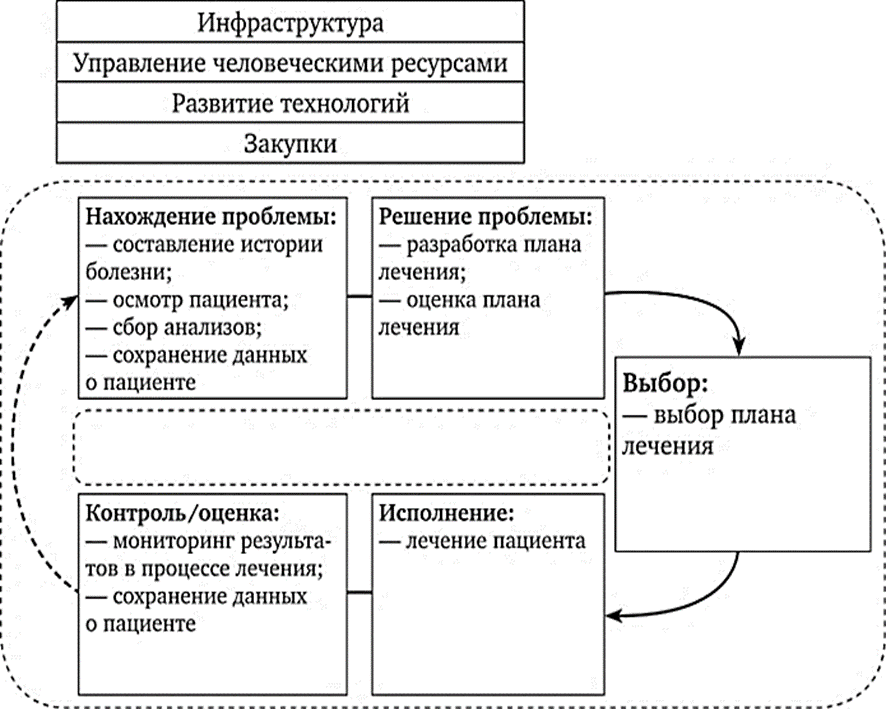 Инфраструктура
Управление человеческими ресурсами
Развитие технологий
Закупки
Нахождение проблемы:
— составление истории
болезни;
— осмотр пациента;
— сбор анализов;
— сохранение данных
о пациенте
Решение проблемы:
— разработка плана
лечения;
— оценка плана
лечения
Выбор:
— выбор плана
лечения
Контроль/оценка:
— мониторинг результа-
тов в процессе лечения;
— сохранение данных
о пациенте
Исполнение:
— лечение пациента